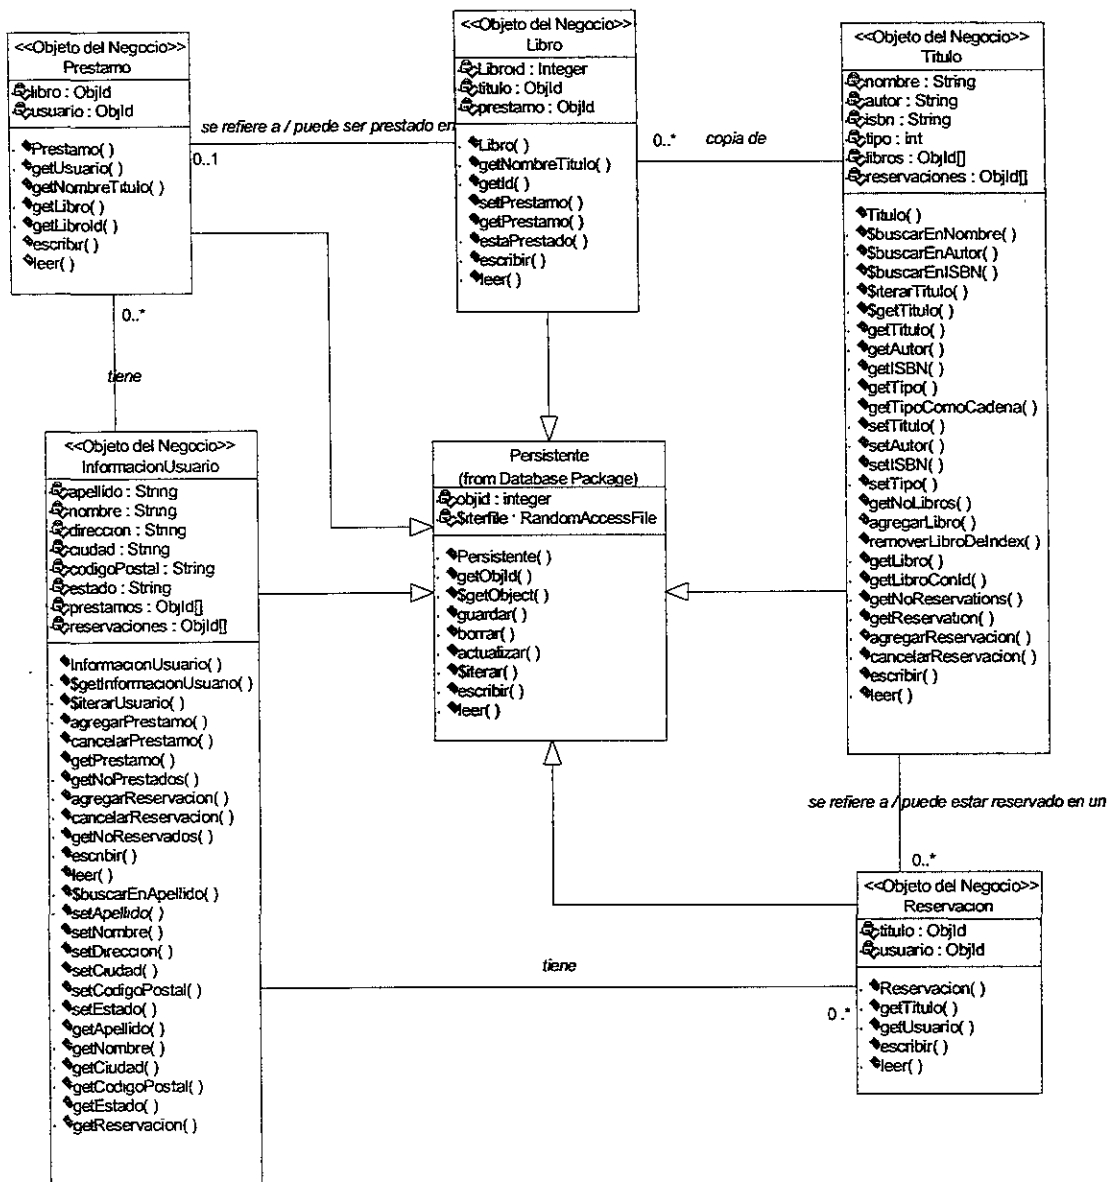 <<Objeto del Negocio>>
Prestamo
libro : ObjId
usuario : ObjId
Prestamo()
getUsuario( )
getNombreTitulo( )
getLibro( )
getLibroId( )
escribir( )
leer( )
se refiere a / puede ser prestado en
0..1
<<Objeto del Negocio>>
Libro
LibroId : Integer
titulo : ObjId
prestamo : ObjId
Libro( )
getNombreTitulo( )
getId( )
setPrestamo( )
getPrestamo( )
estaPrestado( )
escribir( )
leer( )
0..*
copia de
<<Objeto del Negocio>>
Titulo
nombre : String
autor : String
isbn : String
tipo : int
libros : ObjId[]
reservaciones : ObjId[]
Titulo( )
$buscarEnNombre( )
$buscarEnAutor( )
$buscarEnISBN( )
$iterarTitulo( )
$getTitulo( )
getTitulo( )
getAutor( )
getISBN( )
getTipo( )
getTipoComoCadena( )
setTitulo( )
setAutor( )
setISBN( )
setTipo( )
getNoLibros( )
agregarLibro( )
removerLibroDeIndex( )
getLibro( )
getLibroConId( )
getNoReservations( )
getReservation( )
agregarReservacion( )
cancelarReservacion( )
escribir( )
leer( )
0..*
tiene
<<Objeto del Negocio>>
InformacionUsuario
apellido : String
nombre : String
direccion : String
ciudad : String
codigoPostal : String
estado : String
prestamos : ObjId[]
reservaciones : ObjId[]
InformacionUsuario( )
$getInformacionUsuario( )
$iterarUsuario( )
agregarPrestamo( )
cancelarPrestamo( )
getPrestamo( )
getNoPrestados( )
agregarReservacion( )
cancelarReservacion( )
getNoReservados( )
escribir( )
leer( )
$buscarEnApellido( )
setApellido( )
setNombre( )
setDireccion( )
setCiudad( )
setCodigoPostal( )
setEstado( )
getApellido( )
getNombre( )
getCiudad( )
getCodigoPostal( )
getEstado( )
getReservacion( )
Persistente
(from Database Package)
objid : integer
$iterfile : RandomAccessFile
Persistente( )
getObjId( )
$getObject( )
guardar( )
borrar( )
actualizar( )
$iterar( )
escribir( )
leer( )
se refiere a / puede estar reservado en un
0..*
<<Objeto del Negocio>>
Reservacion
titulo : ObjId
usuario : ObjId
Reservacion( )
getTitulo( )
getUsuario( )
escribir( )
leer( )
tiene
0..*